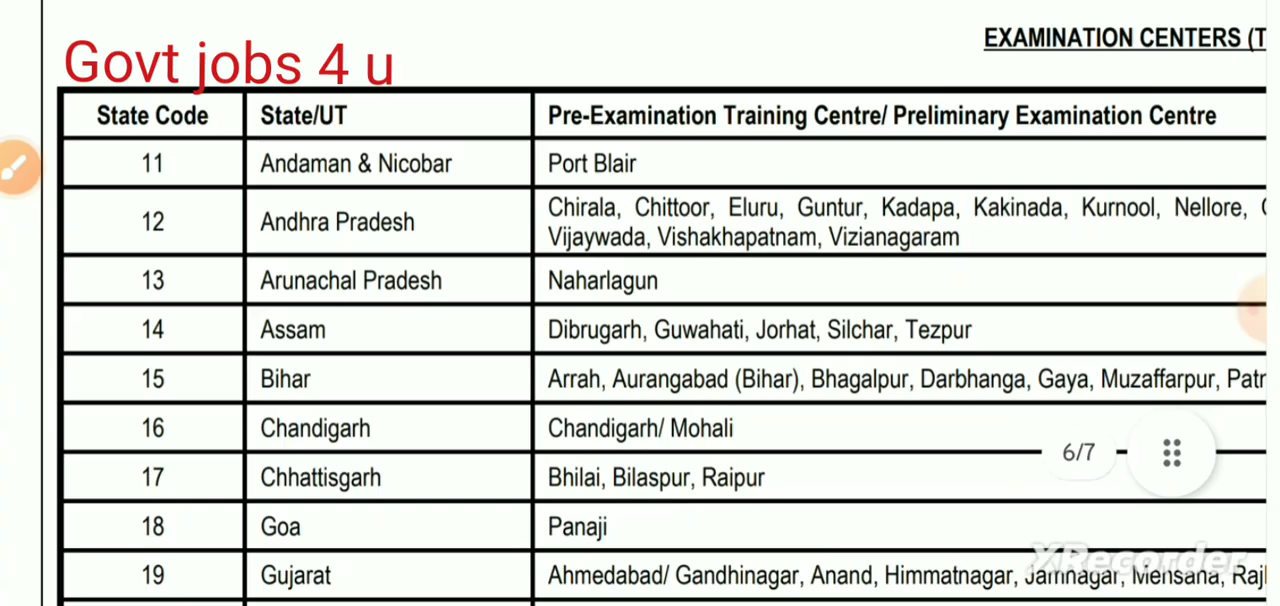 EXAMINATION CENTERS (T
Govt jobs 4 u
State Code State/UT Pre-Examination Training Centre/ Preliminary Examination Centre
11 Andaman & Nicobar Port Blair
12 Andhra Pradesh Chirala, Chittoor, Eluru, Guntur, Kadapa, Kakinada, Kurnool, Nellore,
Vijaywada, Vishakhapatnam, Vizianagaram
13 Arunachal Pradesh Naharlagun
14 Assam Dibrugarh, Guwahati, Jorhat, Silchar, Tezpur
15 Bihar Arrah, Aurangabad (Bihar), Bhagalpur, Darbhanga, Gaya, Muzaffarpur, Patr
16 Chandigarh Chandigarh/ Mohali
6/7
17 Chhattisgarh Bhilai, Bilaspur, Raipur
18 Goa Panaji
XRecorder
19 Gujarat Ahmedabad/ Gandhinagar, Anand, Himmatnagar, Jamnagar, Mehsana, Raj